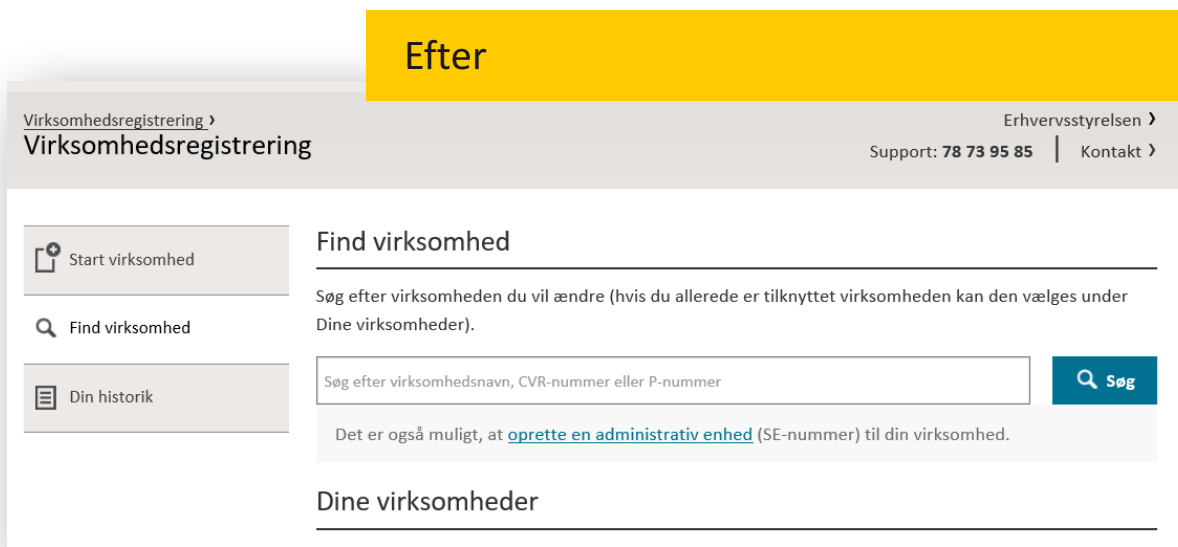 Efter
Virksomhedsregistrering ›
Virksomhedsregistrering
Erhvervsstyrelsen ›
Support: 78 73 95 85 | Kontakt ›
Start virksomhed
Find virksomhed
Din historik
Find virksomhed
Søg efter virksomheden du vil ændre (hvis du allerede er tilknyttet virksomheden kan den vælges under
Dine virksomheder).
Søg efter virksomhedsnavn, CVR-nummer eller P-nummer
Søg
Det er også muligt, at oprette en administrativ enhed (SE-nummer) til din virksomhed.
Dine virksomheder